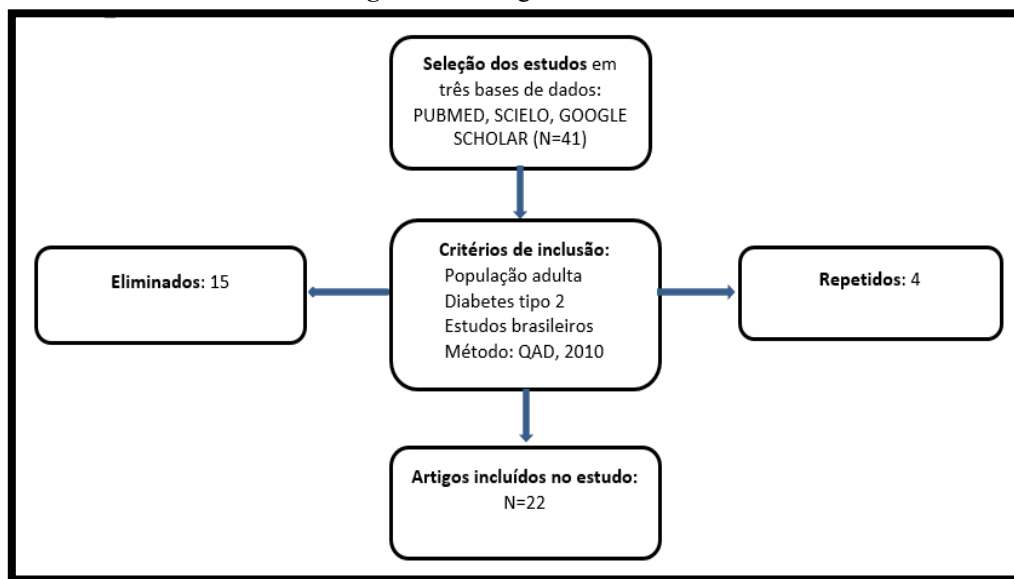 Seleção dos estudos em
três bases de dados:
PUBMED, SCIELO, GOOGLE
SCHOLAR (N=41)
Critérios de inclusão:
População adulta
Diabetes tipo 2
Estudos brasileiros
Método: QAD, 2010
Eliminados: 15
Repetidos: 4
Artigos incluídos no estudo:
N=22